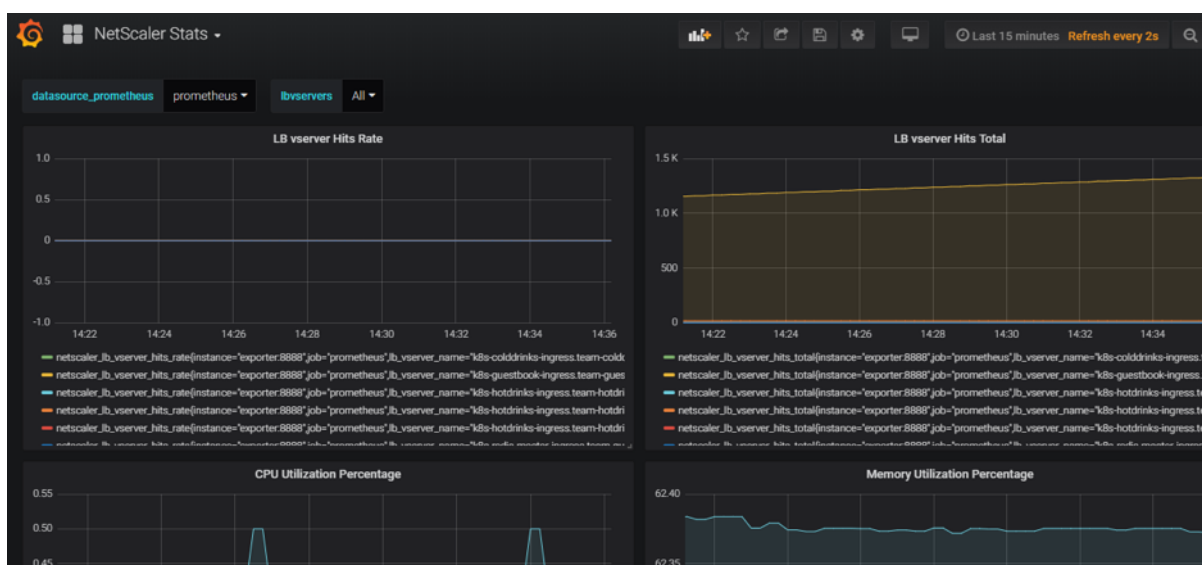 NetScaler Stats
Last 15 minutes Refresh every 2s
datasource_prometheus prometheus lbvservers All
LB vserver Hits Rate
1.0
0.5
0
-0.5
-1.0
14:22 14:24 14:26 14:28 14:30 14:32 14:34 14:36
netscaler_lb_vserver_hits_rate{instance="exporter:8888",job="prometheus",lb_vserver_name="k8s-colddrinks-ingress.team-coldc
netscaler_lb_vserver_hits_rate{instance="exporter:8888",job="prometheus",lb_vserver_name="k8s-guestbook-ingress.team-gues
netscaler_lb_vserver_hits_rate{instance="exporter:8888",job="prometheus",lb_vserver_name="k8s-hotdrinks-ingress.team-hotdri
netscaler_lb_vserver_hits_rate{instance="exporter:8888",job="prometheus",lb_vserver_name="k8s-hotdrinks-ingress.team-hotdri
netscaler_lb_vserver_hits_rate{instance="exporter:8888",job="prometheus",lb_vserver_name="k8s-hotdrinks-ingress.team-hotdri
LB vserver Hits Total
1.5 K
1.0 K
500
0
14:22 14:24 14:26 14:28 14:30 14:32 14:34
netscaler_lb_vserver_hits_total{instance="exporter:8888",job="prometheus",lb_vserver_name="k8s-colddrinks-ingress.
netscaler_lb_vserver_hits_total{instance="exporter:8888",job="prometheus",lb_vserver_name="k8s-guestbook-ingress.
netscaler_lb_vserver_hits_total{instance="exporter:8888",job="prometheus",lb_vserver_name="k8s-hotdrinks-ingress.te
netscaler_lb_vserver_hits_total{instance="exporter:8888",job="prometheus",lb_vserver_name="k8s-hotdrinks-ingress.te
netscaler_lb_vserver_hits_total{instance="exporter:8888",job="prometheus",lb_vserver_name="k8s-hotdrinks-ingress.te
CPU Utilization Percentage
0.55
0.50
0.45
Memory Utilization Percentage
62.40
62.35